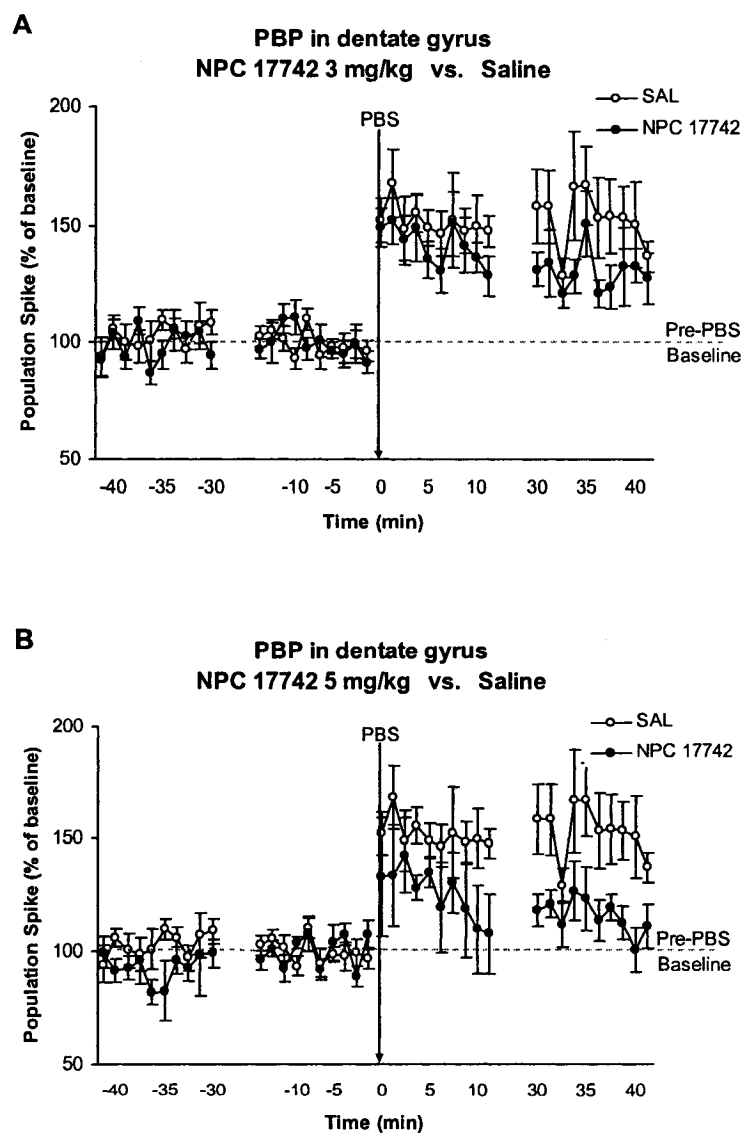 A
PBP in dentate gyrus
NPC 17742 3 mg/kg vs. Saline
SAL
NPC 17742
PBS
200
150
100
50
Population Spike (% of baseline)
Pre-PBS
Baseline
-40 -35 -30 -10 -5 0 5 10 30 35 40
Time (min)
B
PBP in dentate gyrus
NPC 17742 5 mg/kg vs. Saline
SAL
NPC 17742
PBS
200
150
100
50
Population Spike (% of baseline)
Pre-PBS
Baseline
-40 -35 -30 -10 -5 0 5 10 30 35 40
Time (min)